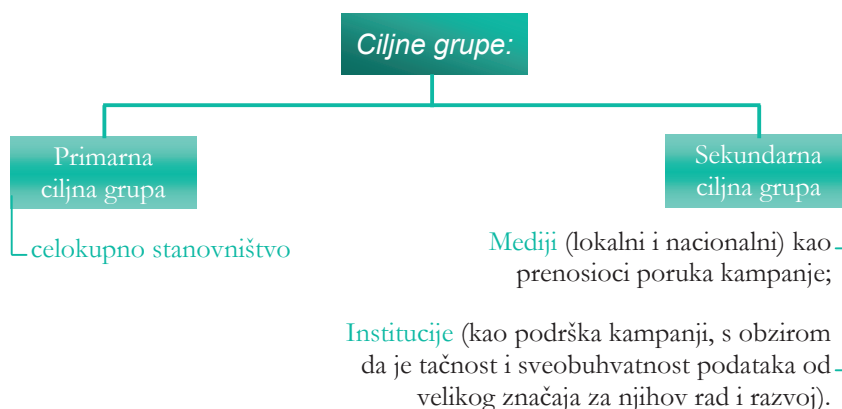 Ciljne grupe:
Primarna
ciljna grupa
celokupno stanovništvo
Sekundarna
ciljna grupa
Mediji (lokalni i nacionalni) kao
prenosioci poruka kampanje;
Institucije (kao podrška kampanji, s obzirom
da je tačnost i sveobuhvatnost podataka od
velikog značaja za njihov rad i razvoj).